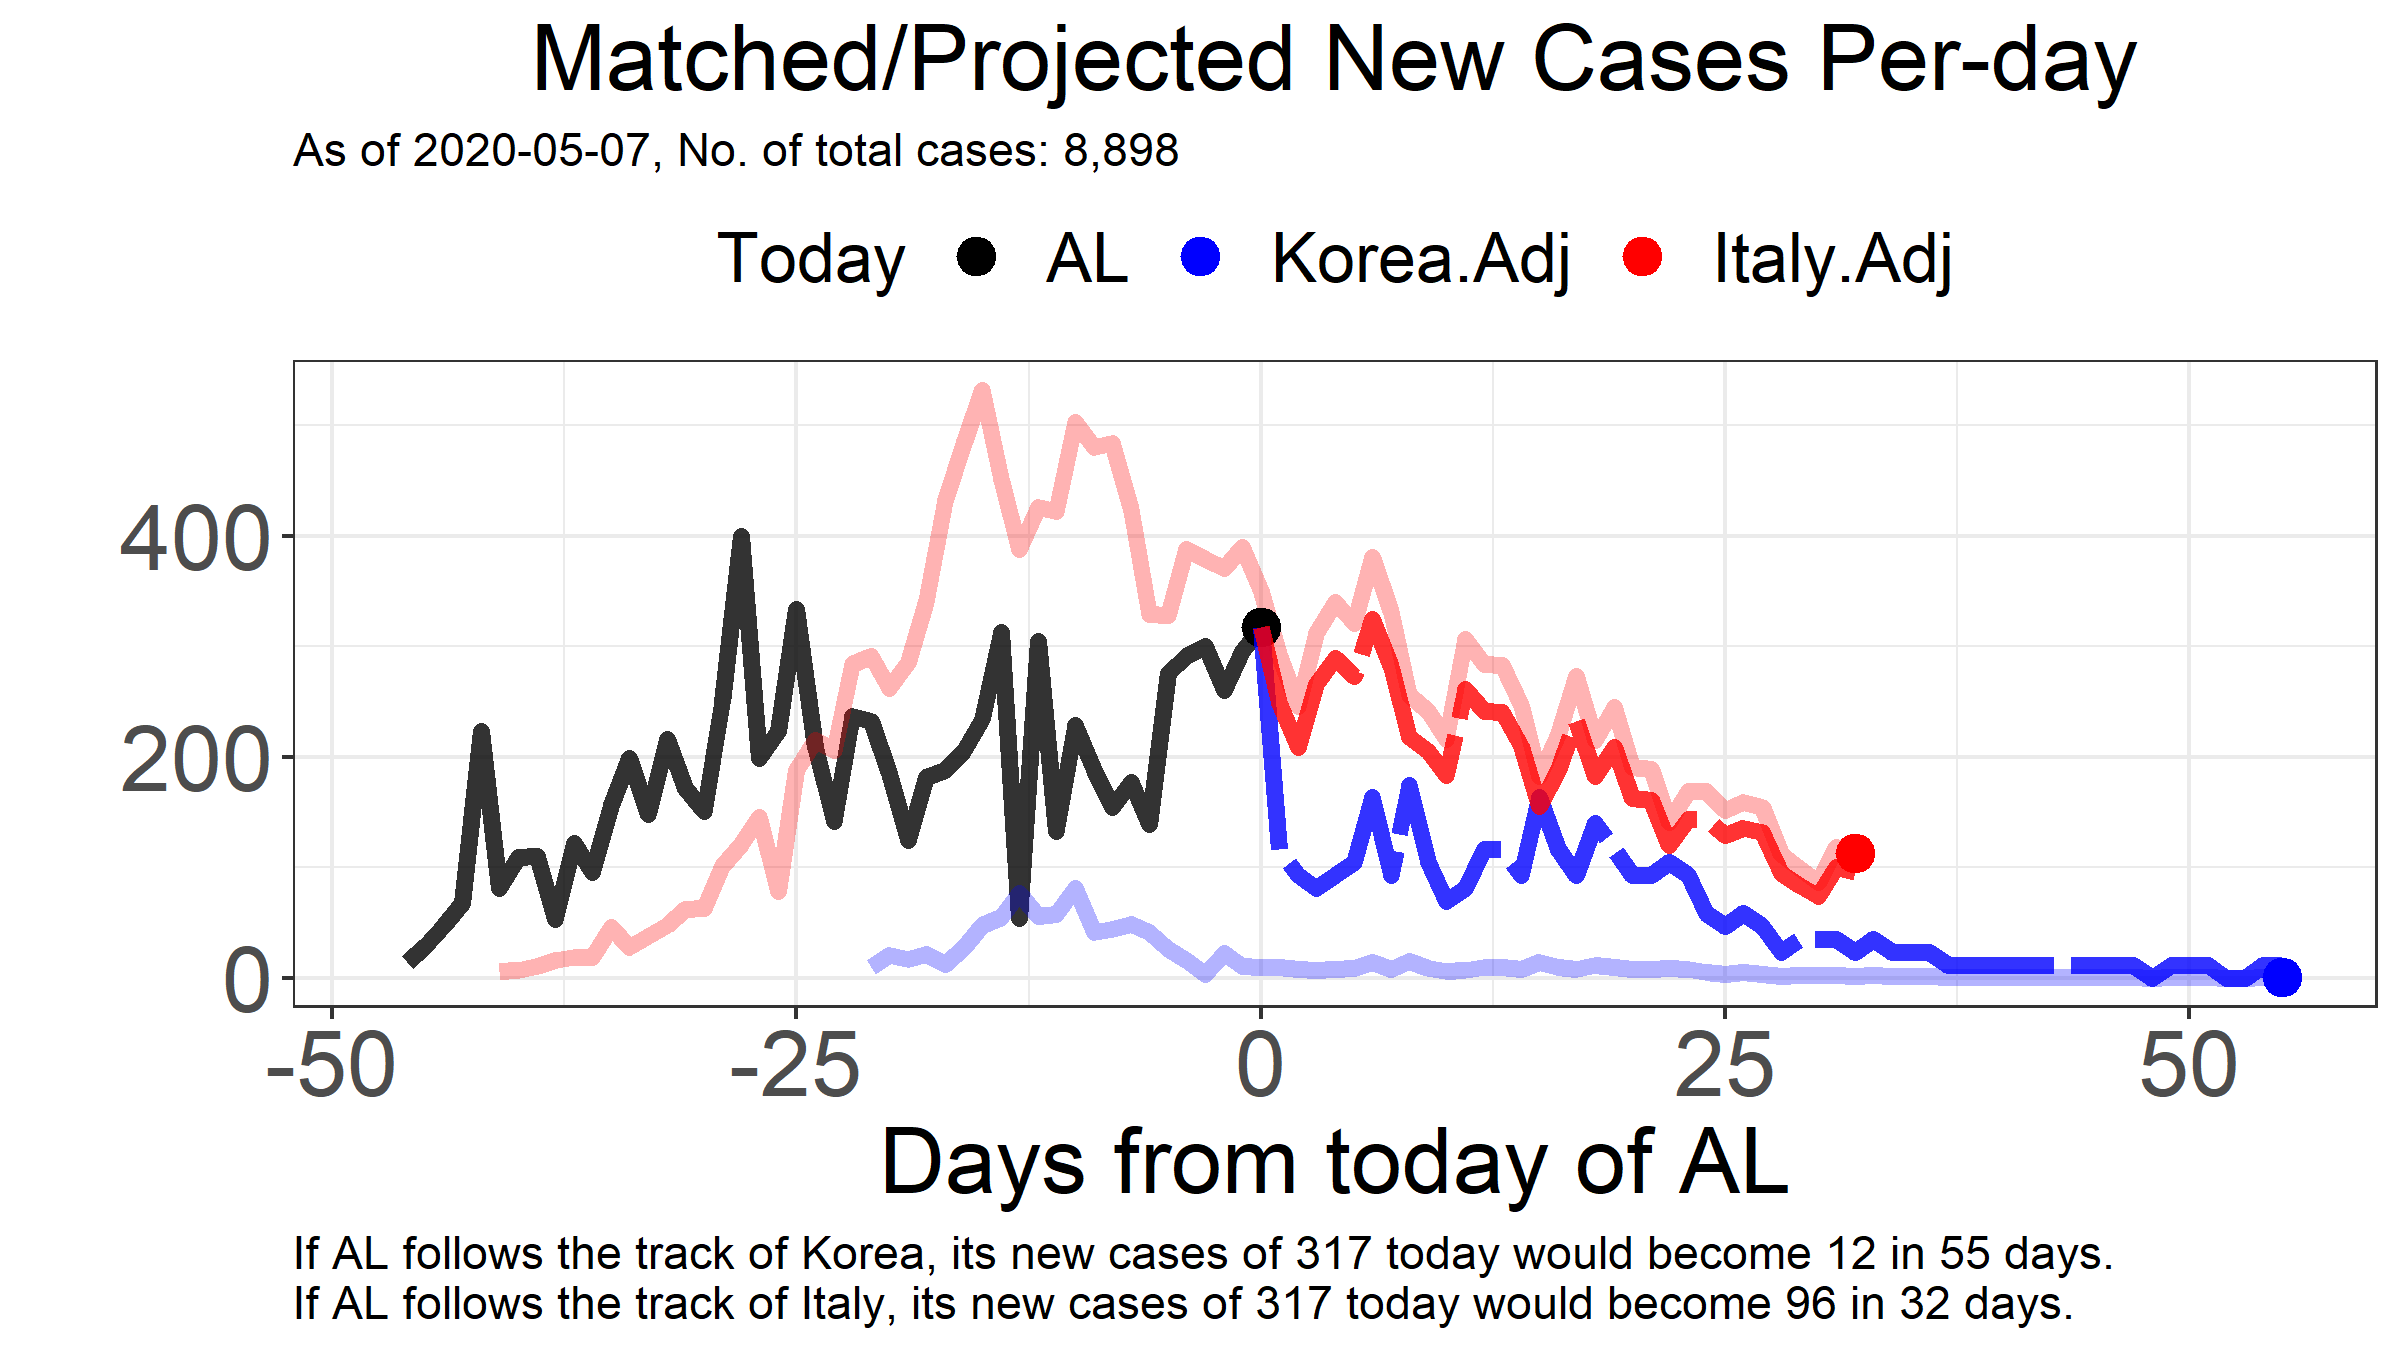 Matched/Projected New Cases Per-day
As of 2020-05-07, No. of total cases: 8,898
Today AL Korea.Adj Italy.Adj
400
200
0
-50 -25 0 25 50
Days from today of AL
If AL follows the track of Korea, its new cases of 317 today would become 12 in 55 days.
If AL follows the track of Italy, its new cases of 317 today would become 96 in 32 days.